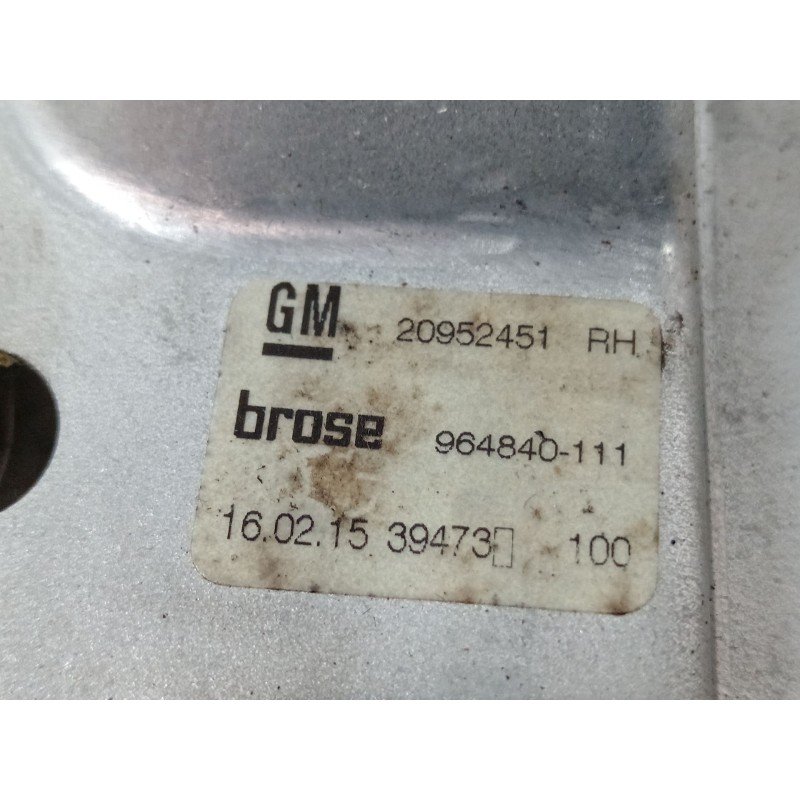 GM 20952451 RH
brose 964840-111
16.02.15 39473▯ 100